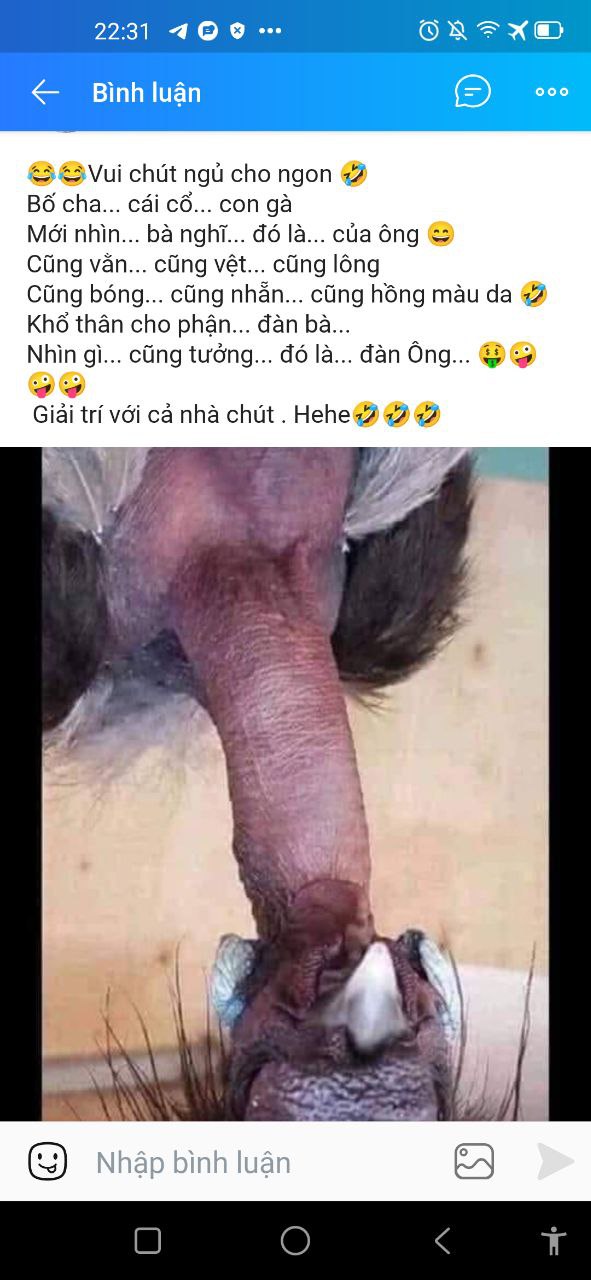 22:31
Bình luận
😂😂Vui chút ngủ cho ngon 🤣
Bố cha... cái cổ... con gà
Mới nhìn... bà nghĩ... đó là... của ông 😄
Cũng vằn... cũng vệt... cũng lông
Cũng bóng... cũng nhẵn... cũng hồng màu da 🤣
Khổ thân cho phận... đàn bà...
Nhìn gì... cũng tưởng... đó là... đàn Ông... 🤑🤪
🤪🤪
Giải trí với cả nhà chút . Hehe🤣🤣🤣
Nhập bình luận